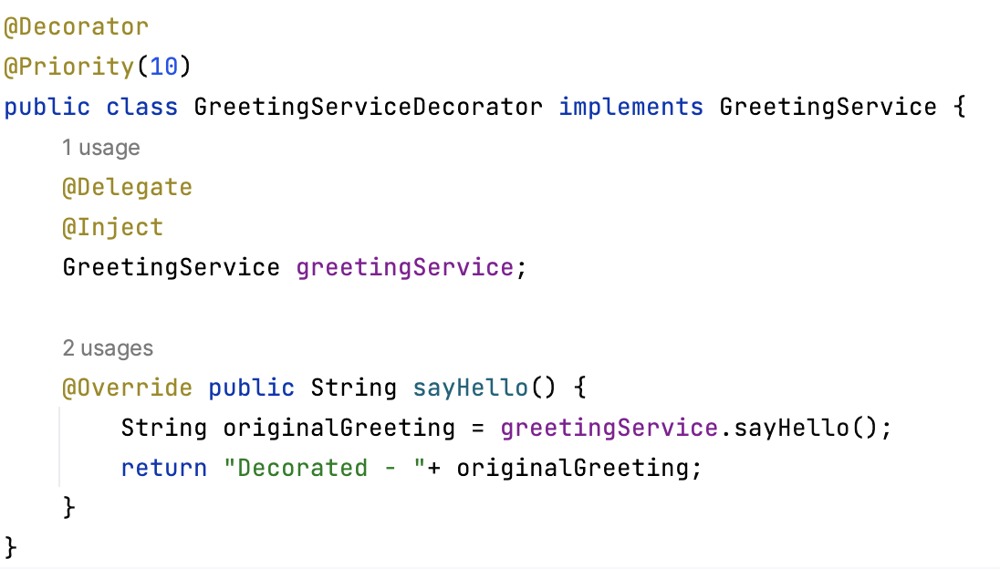 @Decorator
@Priority(10)
public class GreetingServiceDecorator implements GreetingService {
1 usage
@Delegate
@Inject
GreetingService greetingService;
2 usages
@Override public String sayHello() {
String originalGreeting = greetingService.sayHello();
return "Decorated - "+ originalGreeting;
}
}